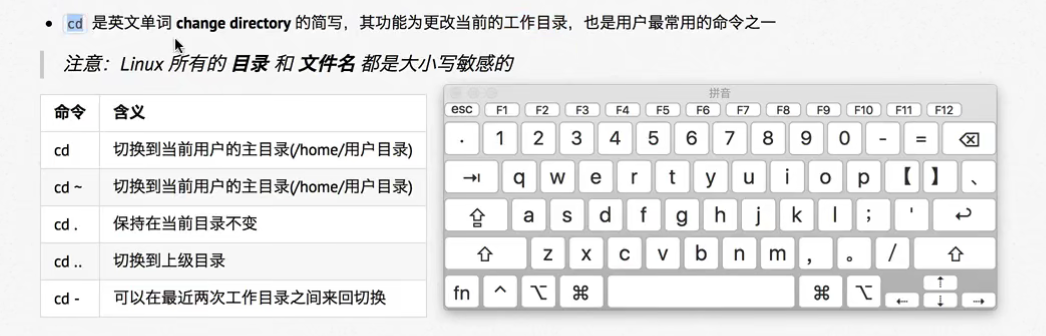 cd 是英文单词 change directory 的简写，其功能为更改当前的工作目录，也是用户最常用的命令之一
注意：Linux 所有的 目录 和 文件名 都是大小写敏感的
命令 含义
cd 切换到当前用户的主目录(/home/用户目录)
cd ~ 切换到当前用户的主目录(/home/用户目录)
cd . 保持在当前目录不变
cd .. 切换到上级目录
cd - 可以在最近两次工作目录之间来回切换
拼音
esc F1 F2 F3 F4 F5 F6 F7 F8 F9 F10 F11 F12
· 1 2 3 4 5 6 7 8 9 0 - =
q w e r t y u i o p 【 】 、
a s d f g h j k l ; '
z x c v b n m , 。 /
fn ^ ⌥ ⌘ ⌘ ⌥ ← ↑ ↓ →